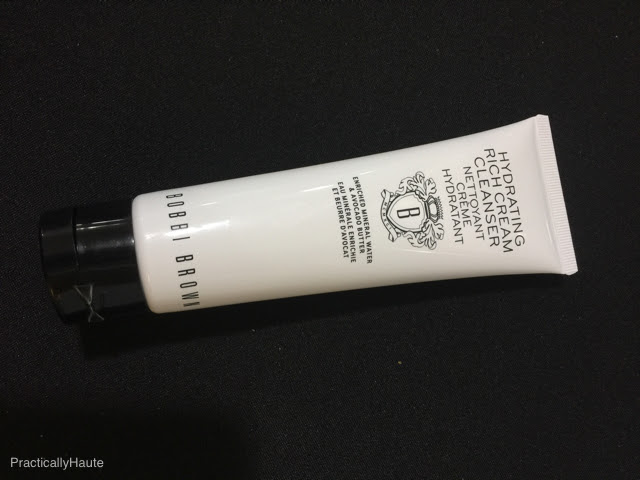 HYDRATING
RICH CREAM
CLEANSER
NETTOYANT
CRÈME
HYDRATANT
B
ENRICHED MINERAL WATER
& AVOCADO BUTTER
EAU MINÉRALE ENRICHIE
ET BEURRE D'AVOCAT
BOBBI BROWN
PracticallyHaute